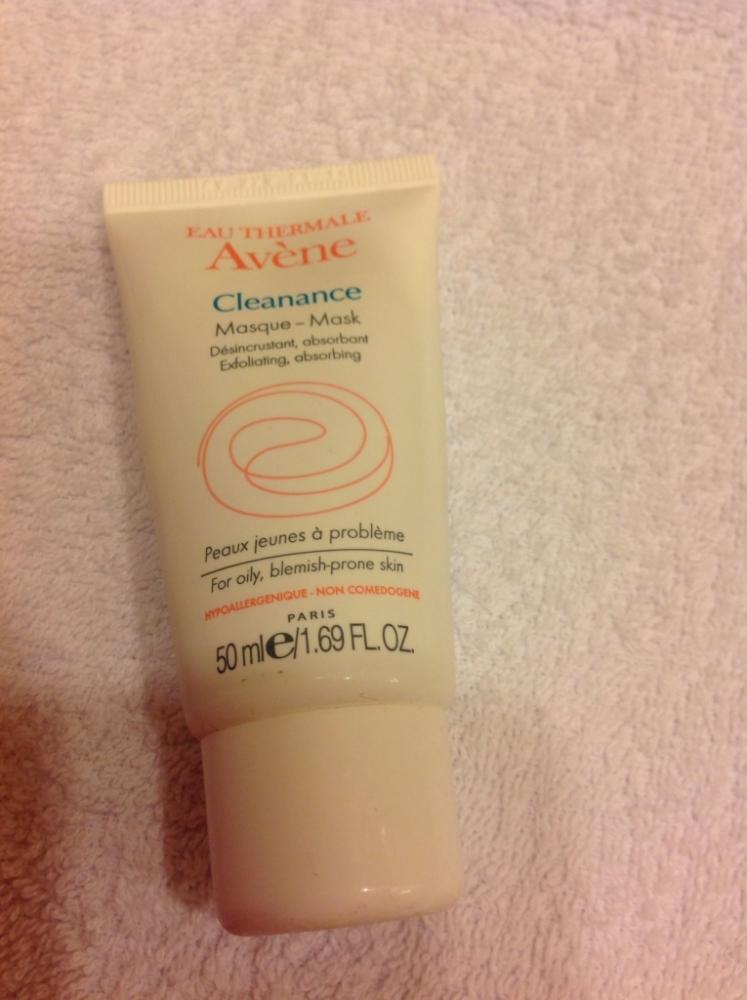 EAU THERMALE
Avène
Cleanance
Masque – Mask
Désincrustant, absorbant
Exfoliating, absorbing
Peaux jeunes à problème
For oily, blemish-prone skin
HYPOALLERGENIQUE - NON COMEDOGENE
PARIS
50 ml e/1.69 FL. OZ.